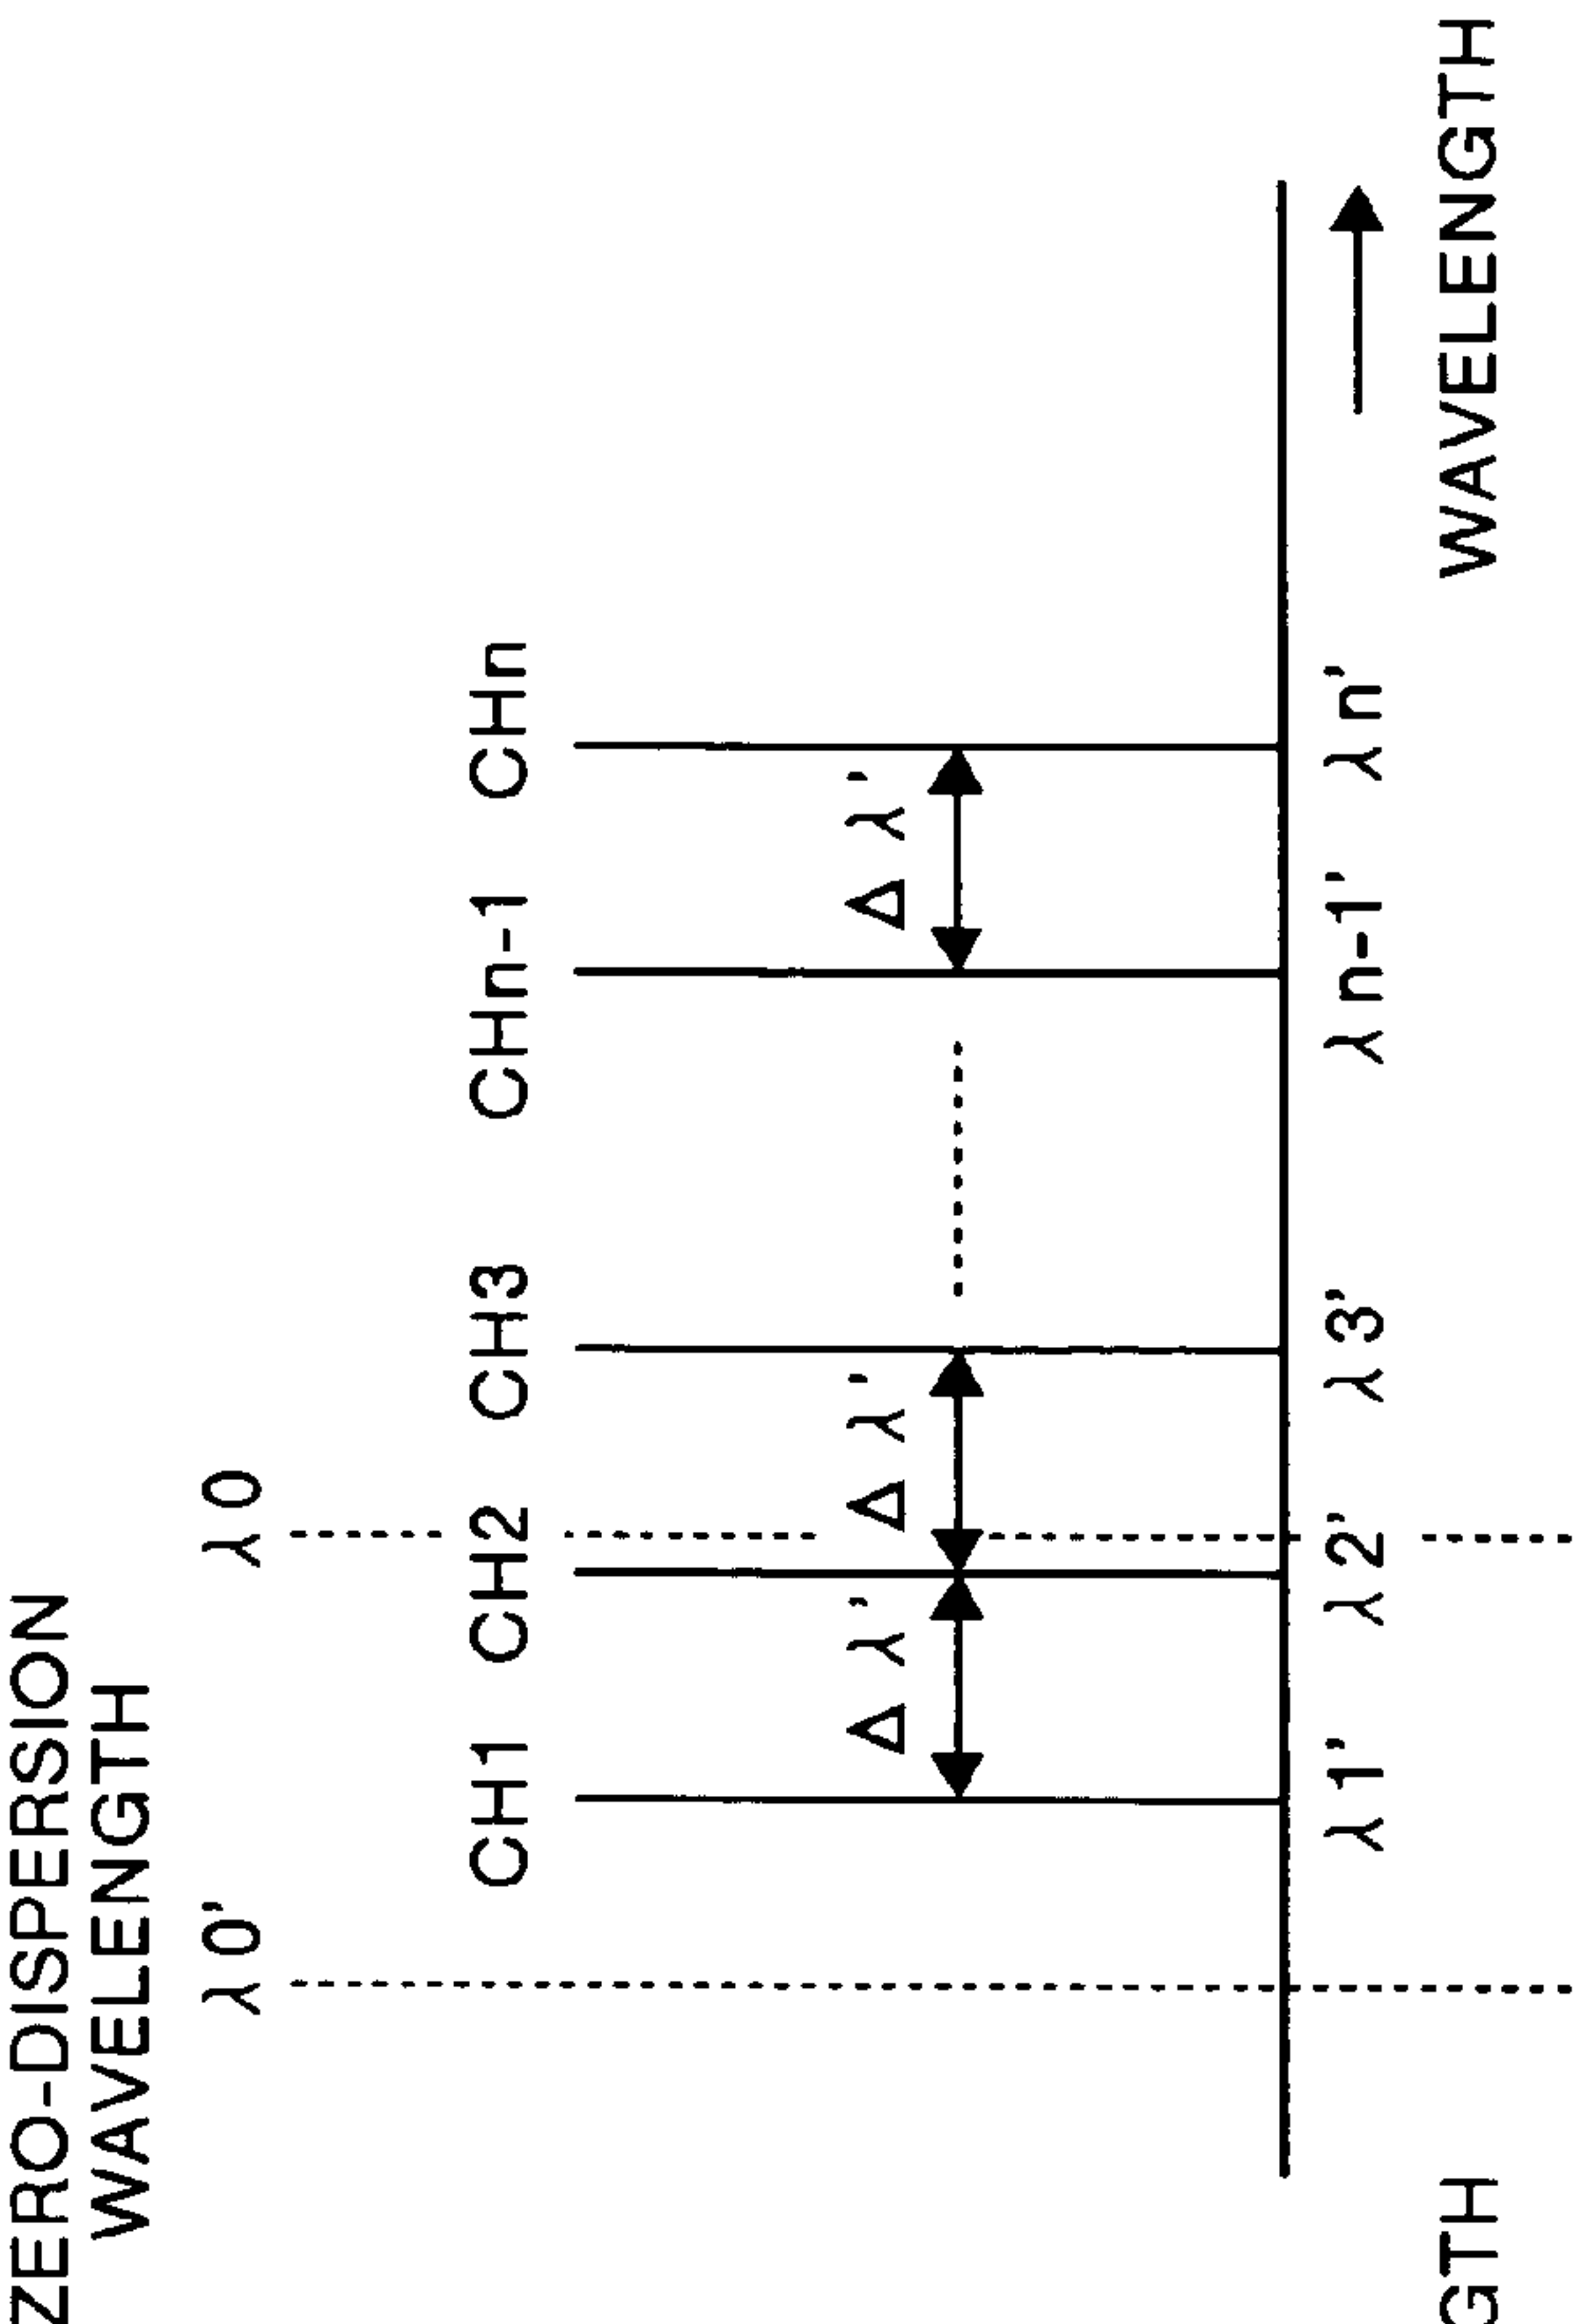 ZERO-DISPERSION
WAVELENGTH
λ0' λ0
CH1 CH2 CH3 CHn-1 CHn
Δλ' Δλ' Δλ'
λ1' λ2' λ3' λn-1' λn'
GTH WAVELENGTH